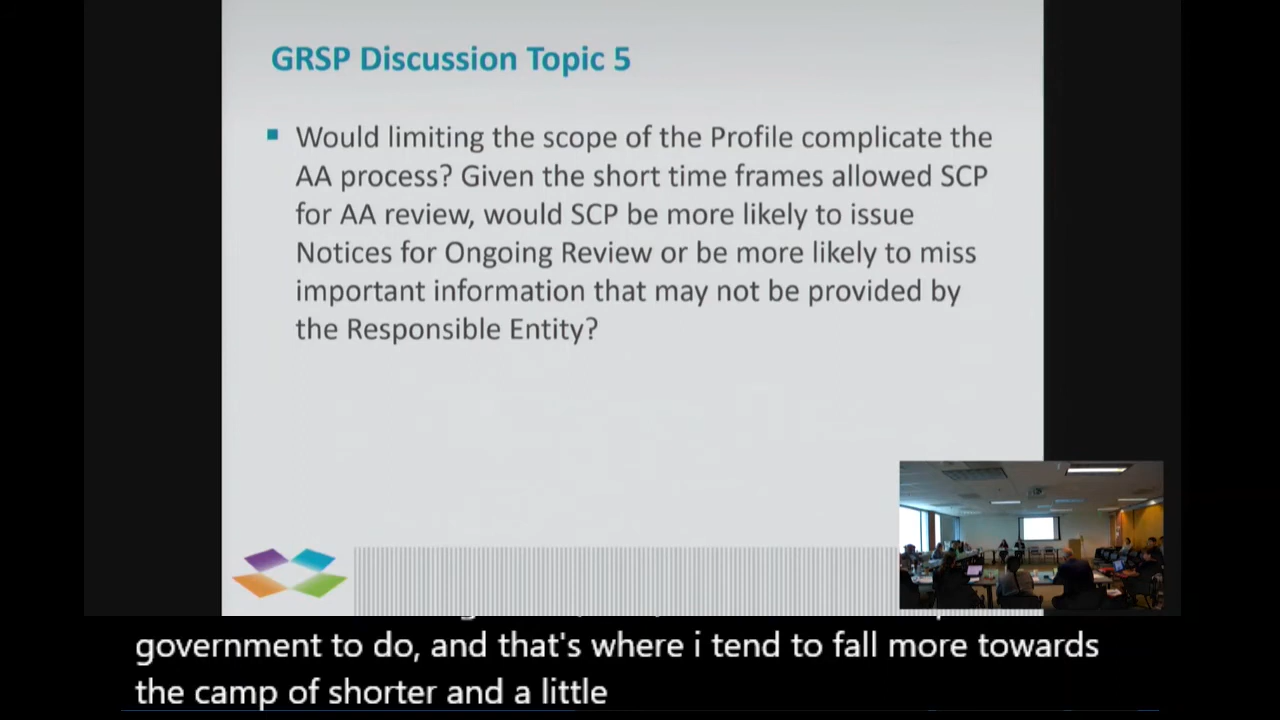 GRSP Discussion Topic 5
Would limiting the scope of the Profile complicate the
AA process? Given the short time frames allowed SCP
for AA review, would SCP be more likely to issue
Notices for Ongoing Review or be more likely to miss
important information that may not be provided by
the Responsible Entity?
government to do, and that's where i tend to fall more towards
the camp of shorter and a little